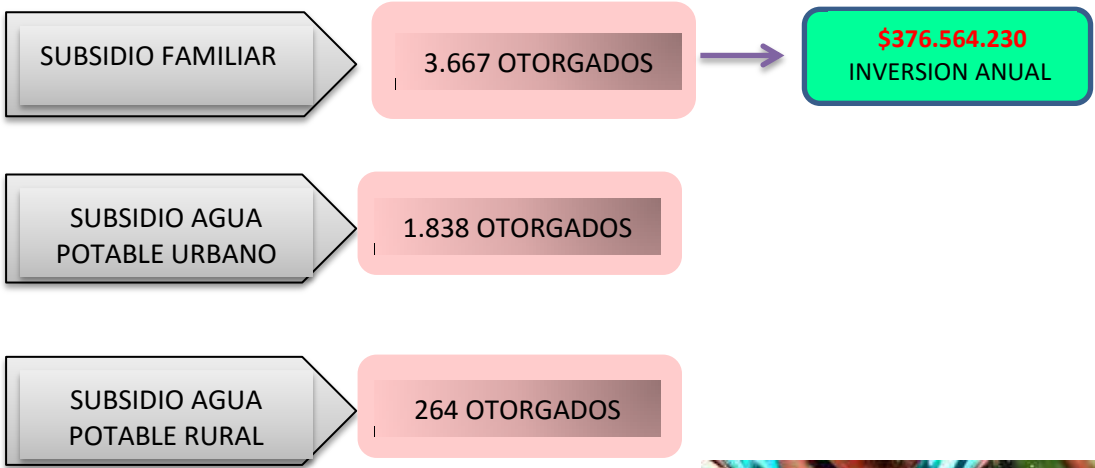 SUBSIDIO FAMILIAR
3.667 OTORGADOS
$376.564.230
INVERSION ANUAL
SUBSIDIO AGUA
POTABLE URBANO
1.838 OTORGADOS
SUBSIDIO AGUA
POTABLE RURAL
264 OTORGADOS